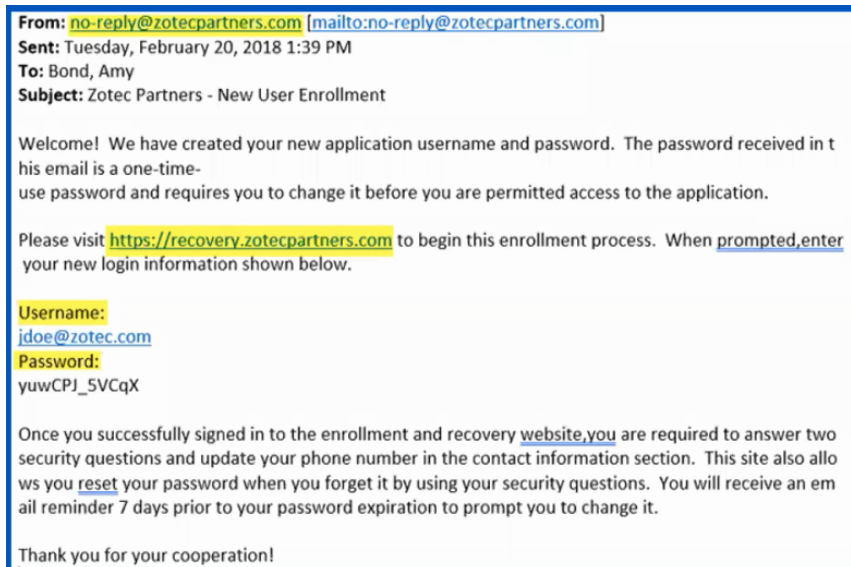 From: no-reply@zotecpartners.com [mailto:no-reply@zotecpartners.com]
Sent: Tuesday, February 20, 2018 1:39 PM
To: Bond, Amy
Subject: Zotec Partners - New User Enrollment
Welcome!  We have created your new application username and password.  The password received in t
his email is a one-time-
use password and requires you to change it before you are permitted access to the application.
Please visit https://recovery.zotecpartners.com to begin this enrollment process.  When prompted,enter
your new login information shown below.
Username:
jdoe@zotec.com
Password:
yuwCPJ_5VCqX
Once you successfully signed in to the enrollment and recovery website,you are required to answer two
security questions and update your phone number in the contact information section.  This site also allo
ws you reset your password when you forget it by using your security questions.  You will receive an em
ail reminder 7 days prior to your password expiration to prompt you to change it.
Thank you for your cooperation!